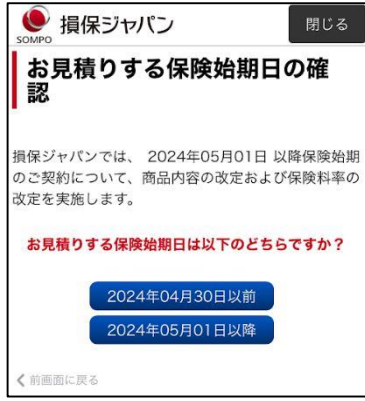 SOMPO
損保ジャパン
閉じる
お見積りする保険始期日の確
認
損保ジャパンでは、 2024年05月01日 以降保険始期
のご契約について、商品内容の改定および保険料率の
改定を実施します。
お見積りする保険始期日は以下のどちらですか？
2024年04月30日以前
2024年05月01日以降
前画面に戻る